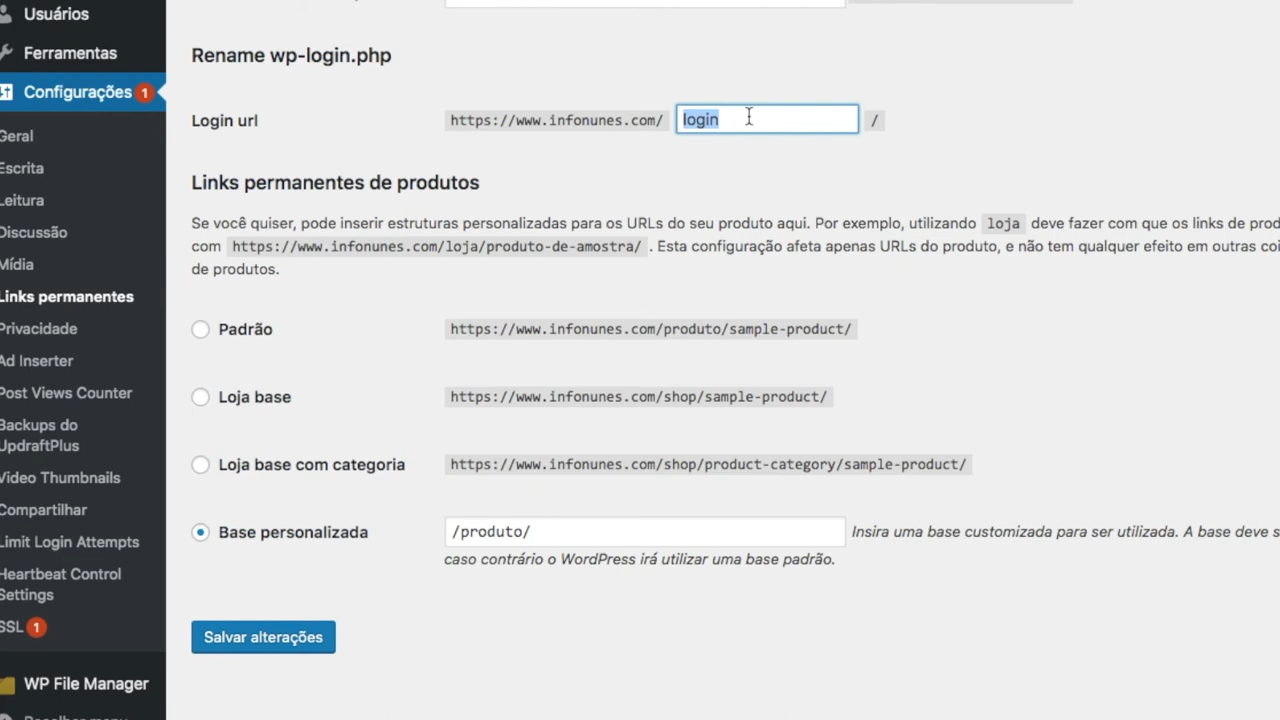 Usuários
Ferramentas
Configurações 1
Geral
Escrita
Leitura
Discussão
Mídia
Links permanentes
Privacidade
Ad Inserter
Post Views Counter
Backups do
UpdraftPlus
Video Thumbnails
Compartilhar
Limit Login Attempts
Heartbeat Control
Settings
SSL 1
WP File Manager
Rename wp-login.php
Login url https://www.infonunes.com/ login /
Links permanentes de produtos
Se você quiser, pode inserir estruturas personalizadas para os URLs do seu produto aqui. Por exemplo, utilizando loja deve fazer com que os links de prod
com https://www.infonunes.com/loja/produto-de-amostra/ . Esta configuração afeta apenas URLs do produto, e não tem qualquer efeito em outras coi
de produtos.
Padrão https://www.infonunes.com/produto/sample-product/
Loja base https://www.infonunes.com/shop/sample-product/
Loja base com categoria https://www.infonunes.com/shop/product-category/sample-product/
Base personalizada /produto/ Insira uma base customizada para ser utilizada. A base deve s
caso contrário o WordPress irá utilizar uma base padrão.
Salvar alterações